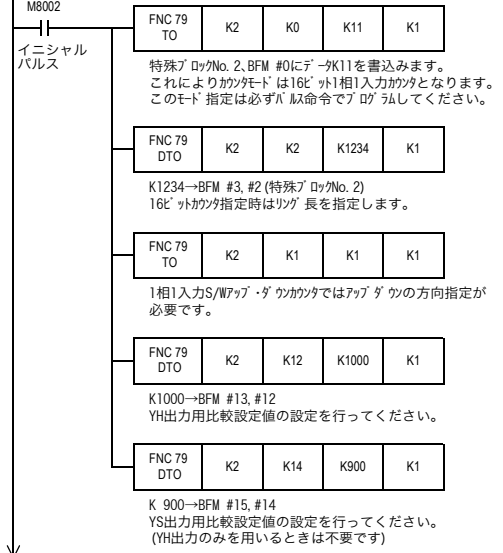 M8002
イニシャル
パルス
FNC 79
TO
K2
K0
K11
K1
特殊ﾌﾞﾛｯｸNo. 2、BFM #0にﾃﾞｰﾀK11を書込みます。
これによりｶｳﾝﾀﾓｰﾄﾞは16ﾋﾞｯﾄ1相1入力ｶｳﾝﾀとなります。
このﾓｰﾄﾞ指定は必ずﾊﾟﾙｽ命令でﾌﾟﾛｸﾞﾗﾑしてください。
FNC 79
DTO
K2
K2
K1234
K1
K1234→BFM #3, #2 (特殊ﾌﾞﾛｯｸNo. 2)
16ﾋﾞｯﾄｶｳﾝﾀ指定時はﾘﾝｸﾞ長を指定します。
FNC 79
TO
K2
K1
K1
K1
1相1入力S/Wｱｯﾌﾟ・ﾀﾞｳﾝｶｳﾝﾀではｱｯﾌﾟﾀﾞｳﾝの方向指定が
必要です。
FNC 79
DTO
K2
K12
K1000
K1
K1000→BFM #13, #12
YH出力用比較設定値の設定を行ってください。
FNC 79
DTO
K2
K14
K900
K1
K 900→BFM #15, #14
YS出力用比較設定値の設定を行ってください。
(YH出力のみを用いるときは不要です)